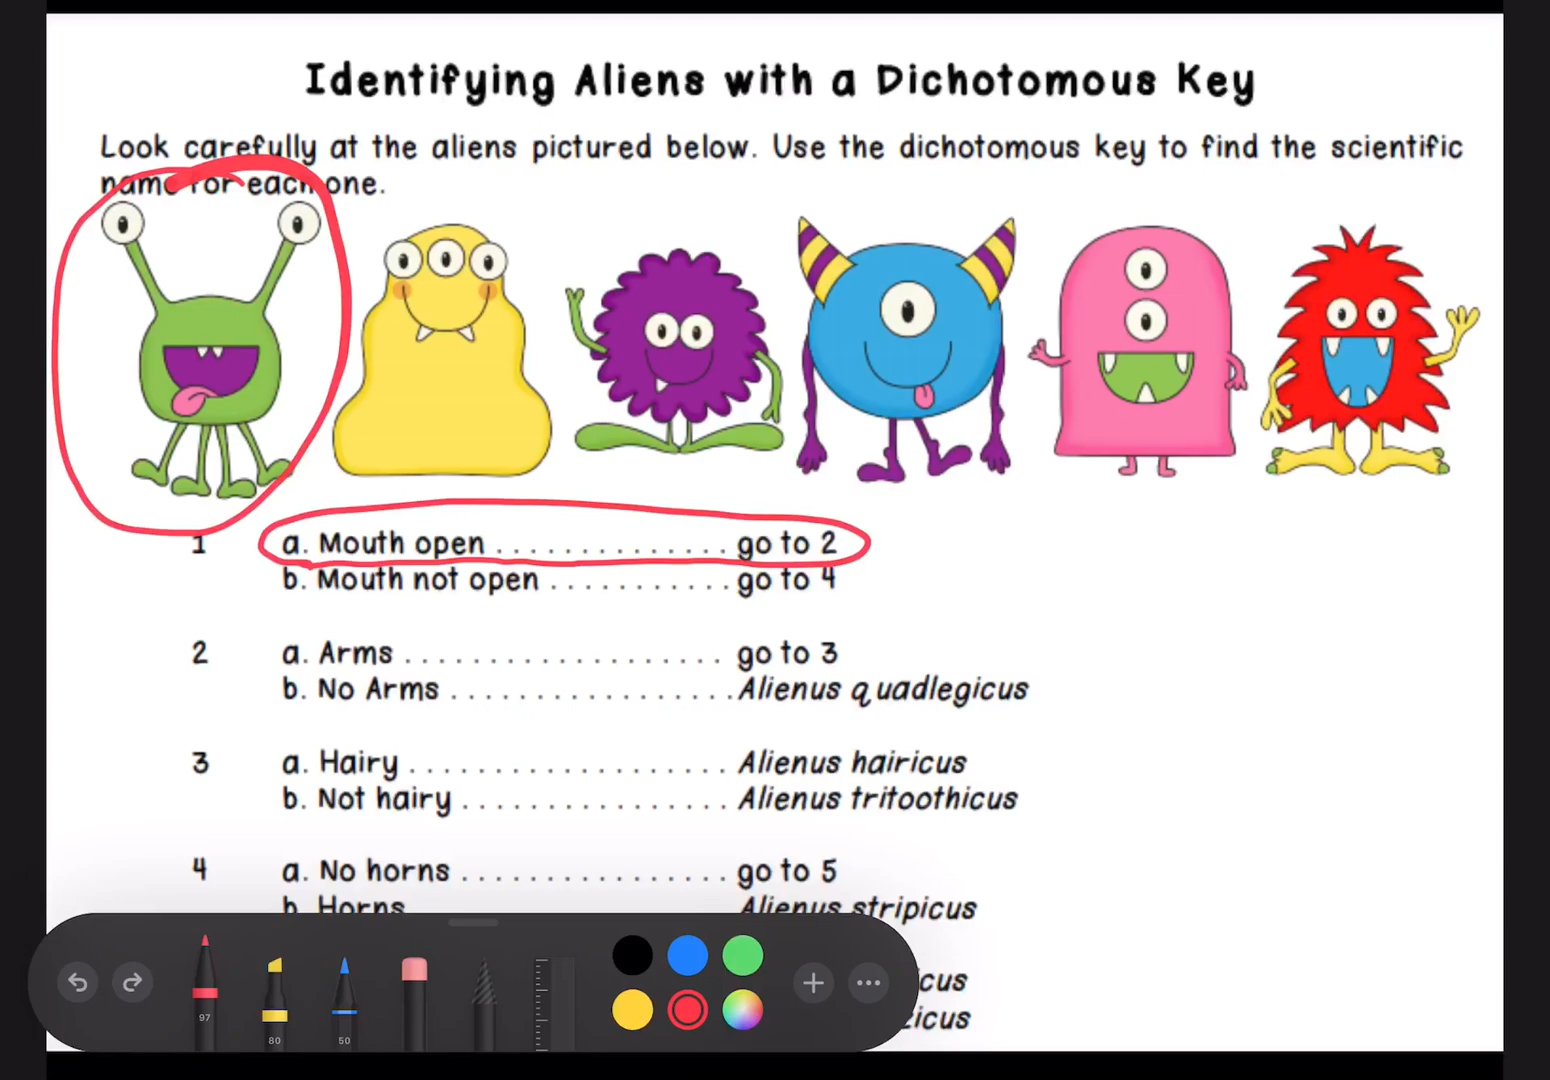 Identifying Aliens with a Dichotomous Key
Look carefully at the aliens pictured below. Use the dichotomous key to find the scientific
name for each one.
1 a. Mouth open . . . . . . . . . . . . . . go to 2
b. Mouth not open . . . . . . . . . . . go to 4
2 a. Arms . . . . . . . . . . . . . . . . . . . go to 3
b. No Arms . . . . . . . . . . . . . . . . . Alienus quadlegicus
3 a. Hairy . . . . . . . . . . . . . . . . . . . Alienus hairicus
b. Not hairy . . . . . . . . . . . . . . . . Alienus tritoothicus
4 a. No horns . . . . . . . . . . . . . . . . go to 5
b. Horns Alienus stripicus
cus
icus
97
80
50